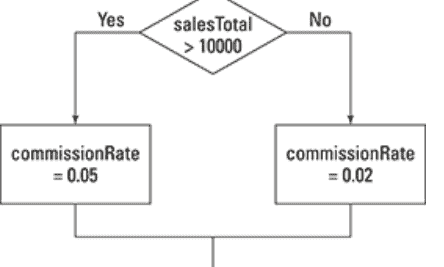 Yes
salesTotal
> 10000
No
commissionRate
= 0.05
commissionRate
= 0.02